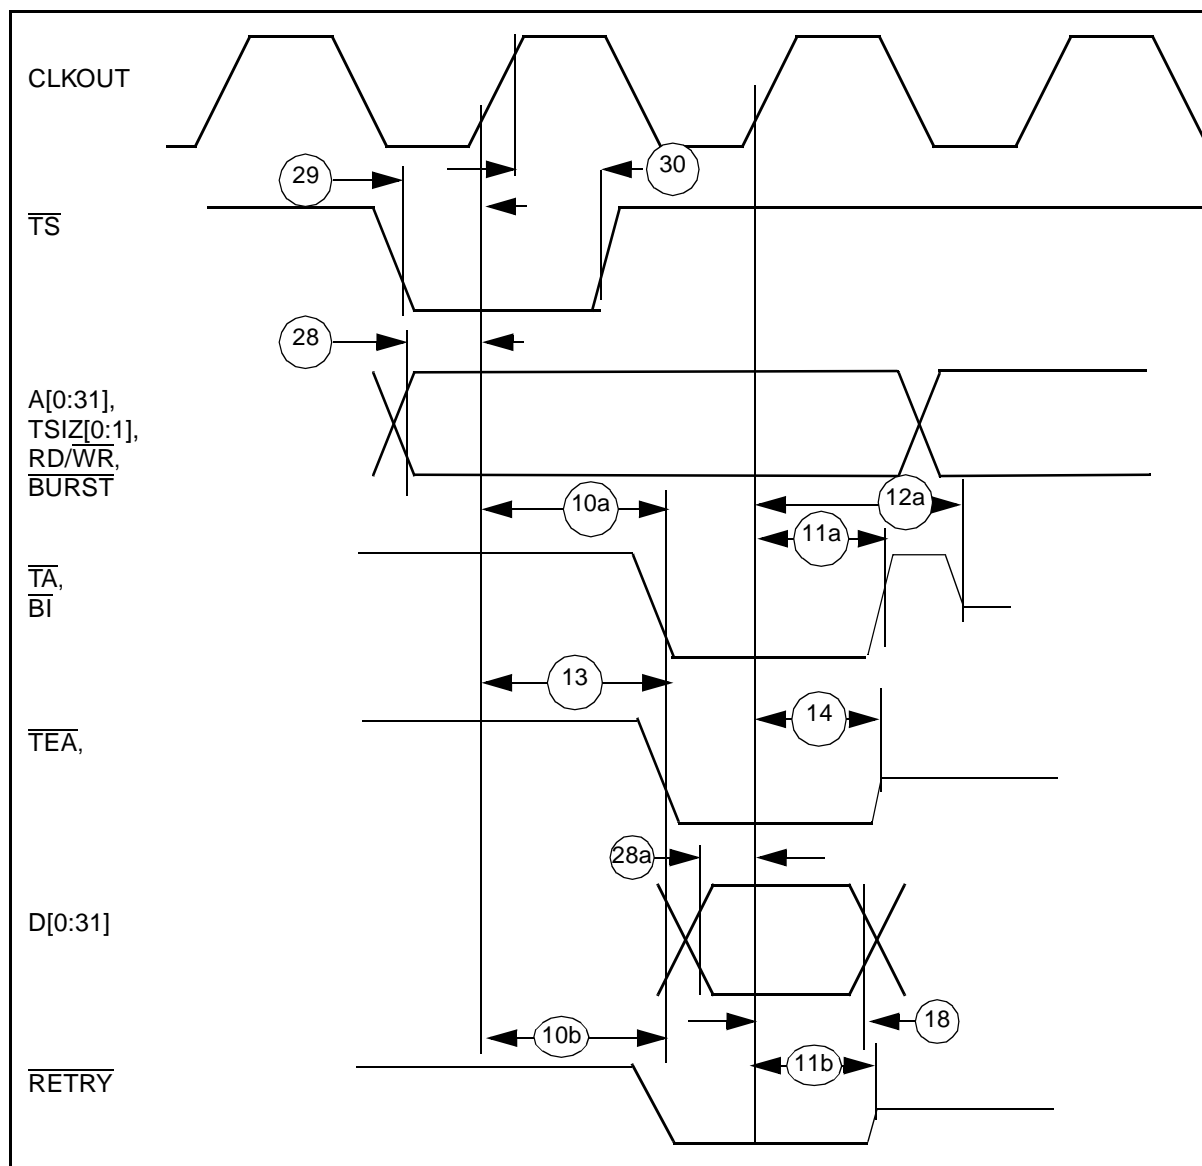 CLKOUT
29
30
TS
28
A[0:31],
TSIZ[0:1],
RD/WR,
BURST
10a
12a
11a
TA,
BI
13
14
TEA,
28a
D[0:31]
18
10b
11b
RETRY